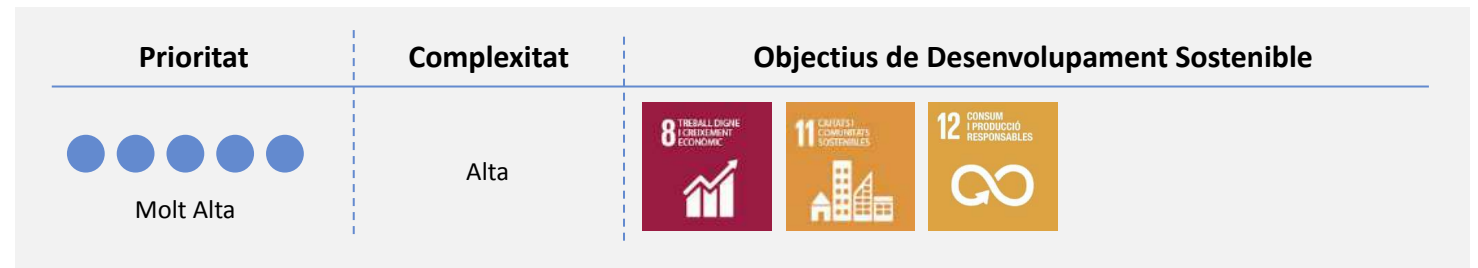 Prioritat
Complexitat
Objectius de Desenvolupament Sostenible
Molt Alta
Alta
8 TREBALL DIGNE
I CREIXEMENT
ECONÒMIC
11 CIUTATS I
COMUNITATS
SOSTENIBLES
12 CONSUM
I PRODUCCIÓ
RESPONSABLES